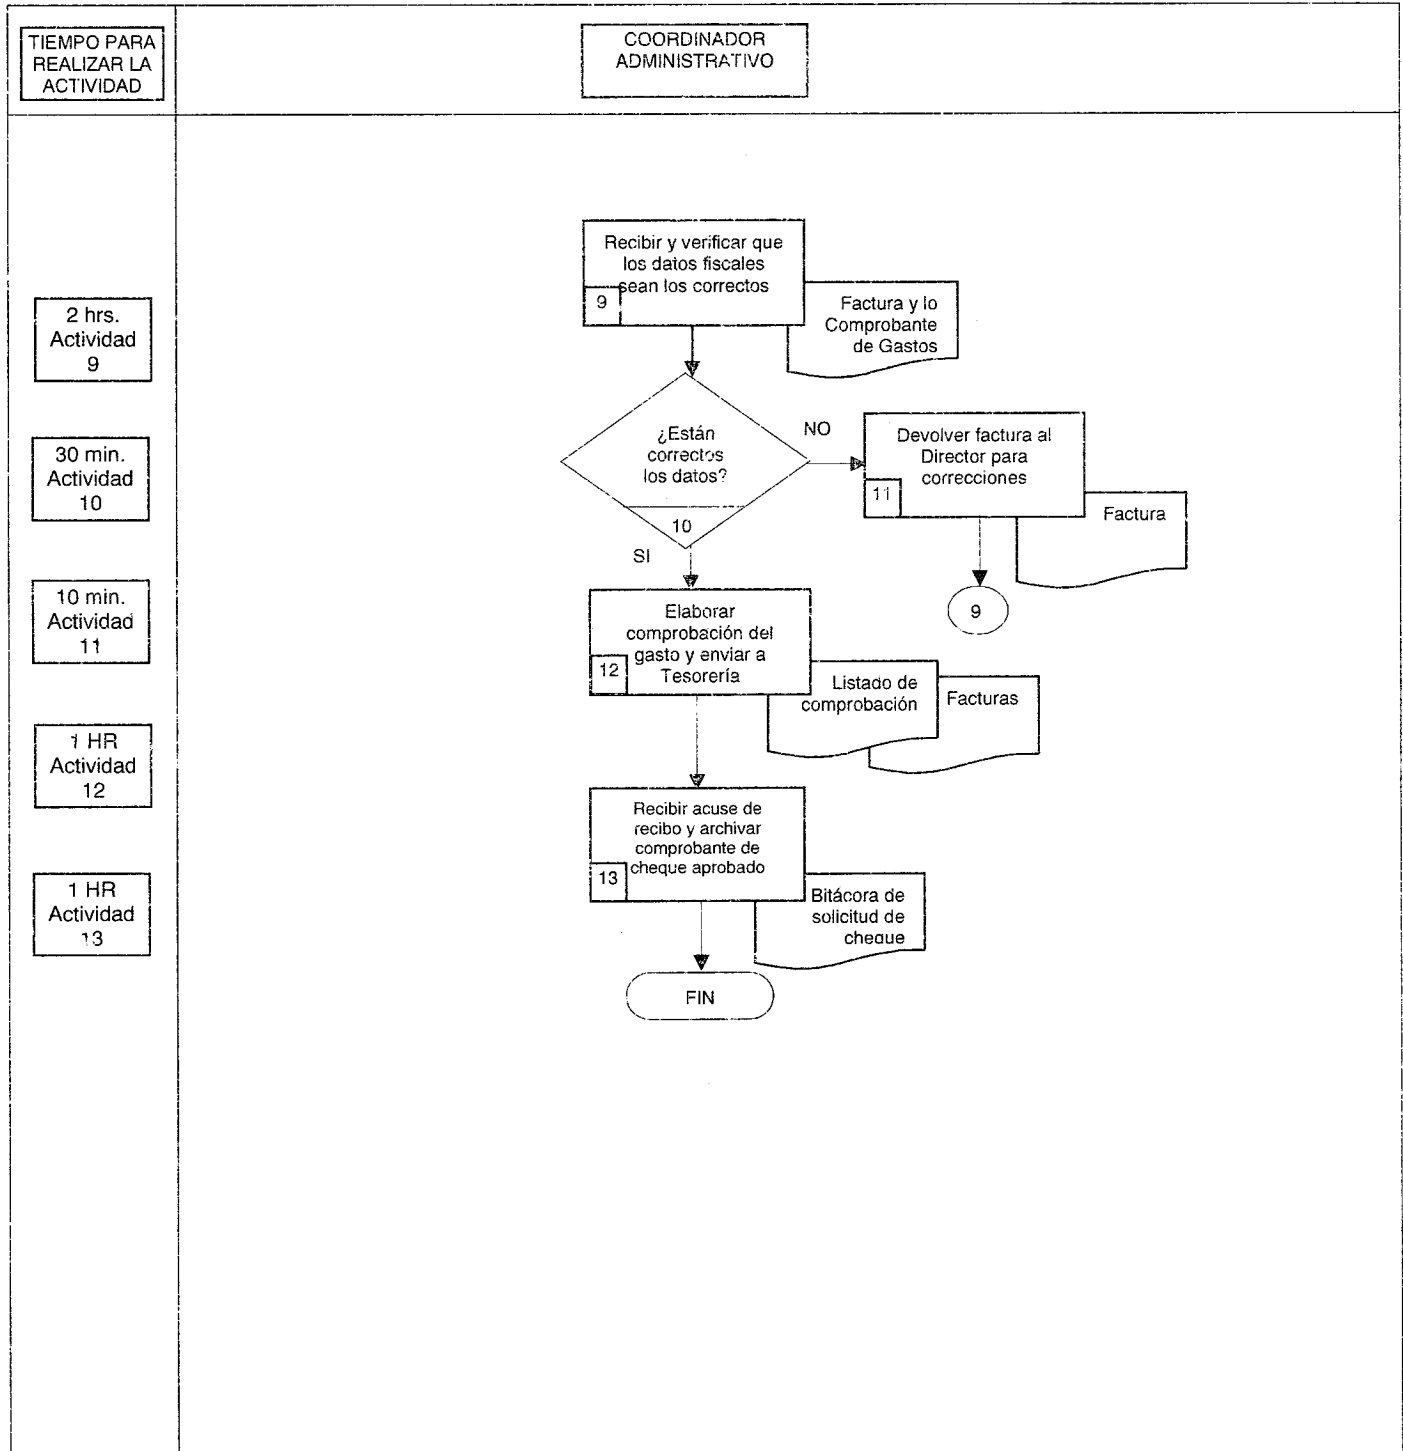 TIEMPO PARA
REALIZAR LA
ACTIVIDAD
COORDINADOR
ADMINISTRATIVO
Recibir y verificar que
los datos fiscales
sean los correctos
9
Factura y lo
Comprobante
de Gastos
2 hrs.
Actividad
9
¿Están
correctos
los datos?
10
NO
SI
Devolver factura al
Director para
correcciones
11
Factura
9
30 min.
Actividad
10
10 min.
Actividad
11
Elaborar
comprobación del
gasto y enviar a
Tesorería
12
Listado de
comprobación
Facturas
1 HR
Actividad
12
Recibir acuse de
recibo y archivar
comprobante de
cheque aprobado
13
Bitácora de
solicitud de
cheque
1 HR
Actividad
13
FIN